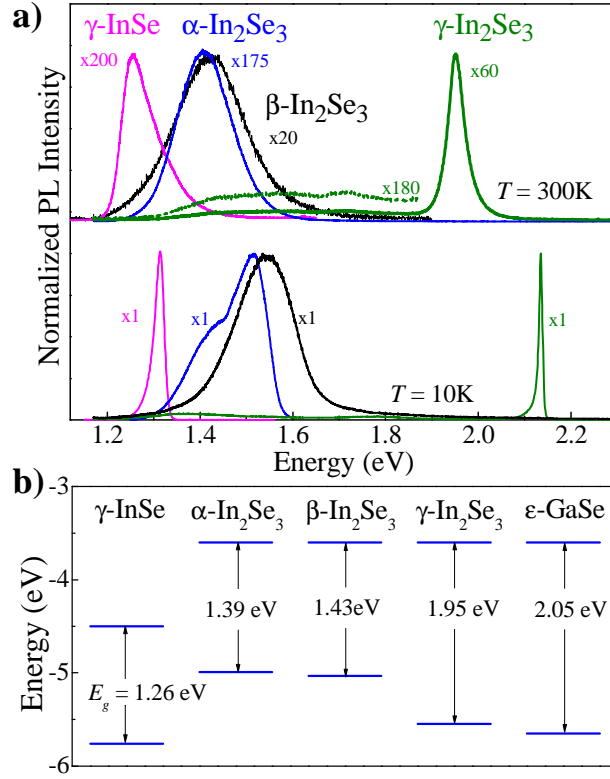 a)
γ-InSe
α-In₂Se₃
γ-In₂Se₃
x200
x175
x60
β-In₂Se₃
x20
x180
T = 300K
Normalized PL Intensity
x1
x1
x1
x1
T = 10K
1.2 1.4 1.6 1.8 2.0 2.2
Energy (eV)
b)
-3
γ-InSe α-In₂Se₃ β-In₂Se₃ γ-In₂Se₃ ε-GaSe
-4
1.39 eV 1.43eV 1.95 eV 2.05 eV
Energy (eV)
-5
E_g = 1.26 eV
-6